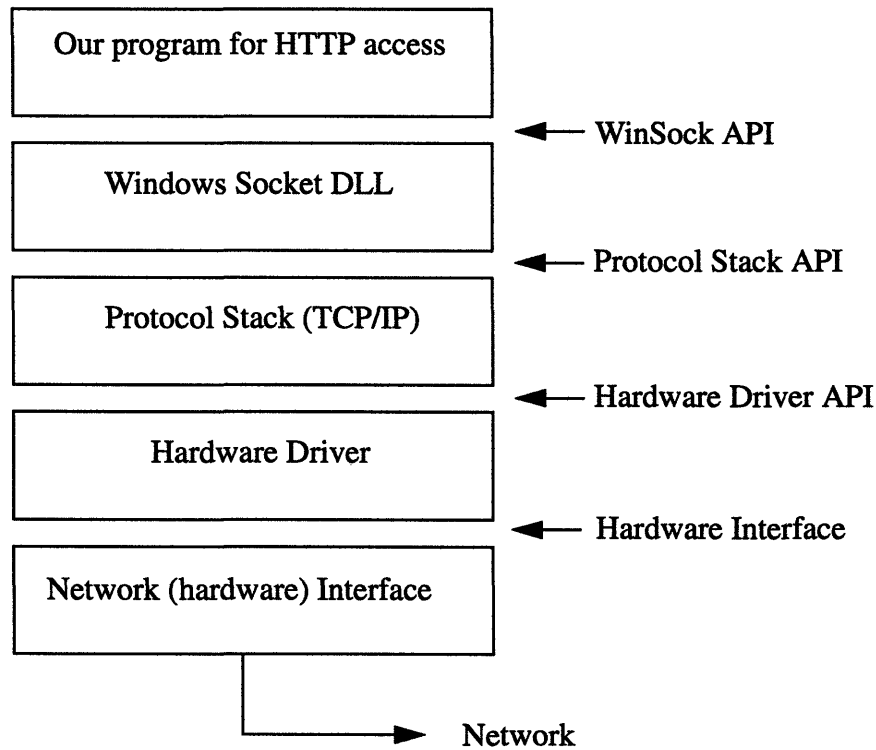 Our program for HTTP access
WinSock API
Windows Socket DLL
Protocol Stack API
Protocol Stack (TCP/IP)
Hardware Driver API
Hardware Driver
Hardware Interface
Network (hardware) Interface
Network